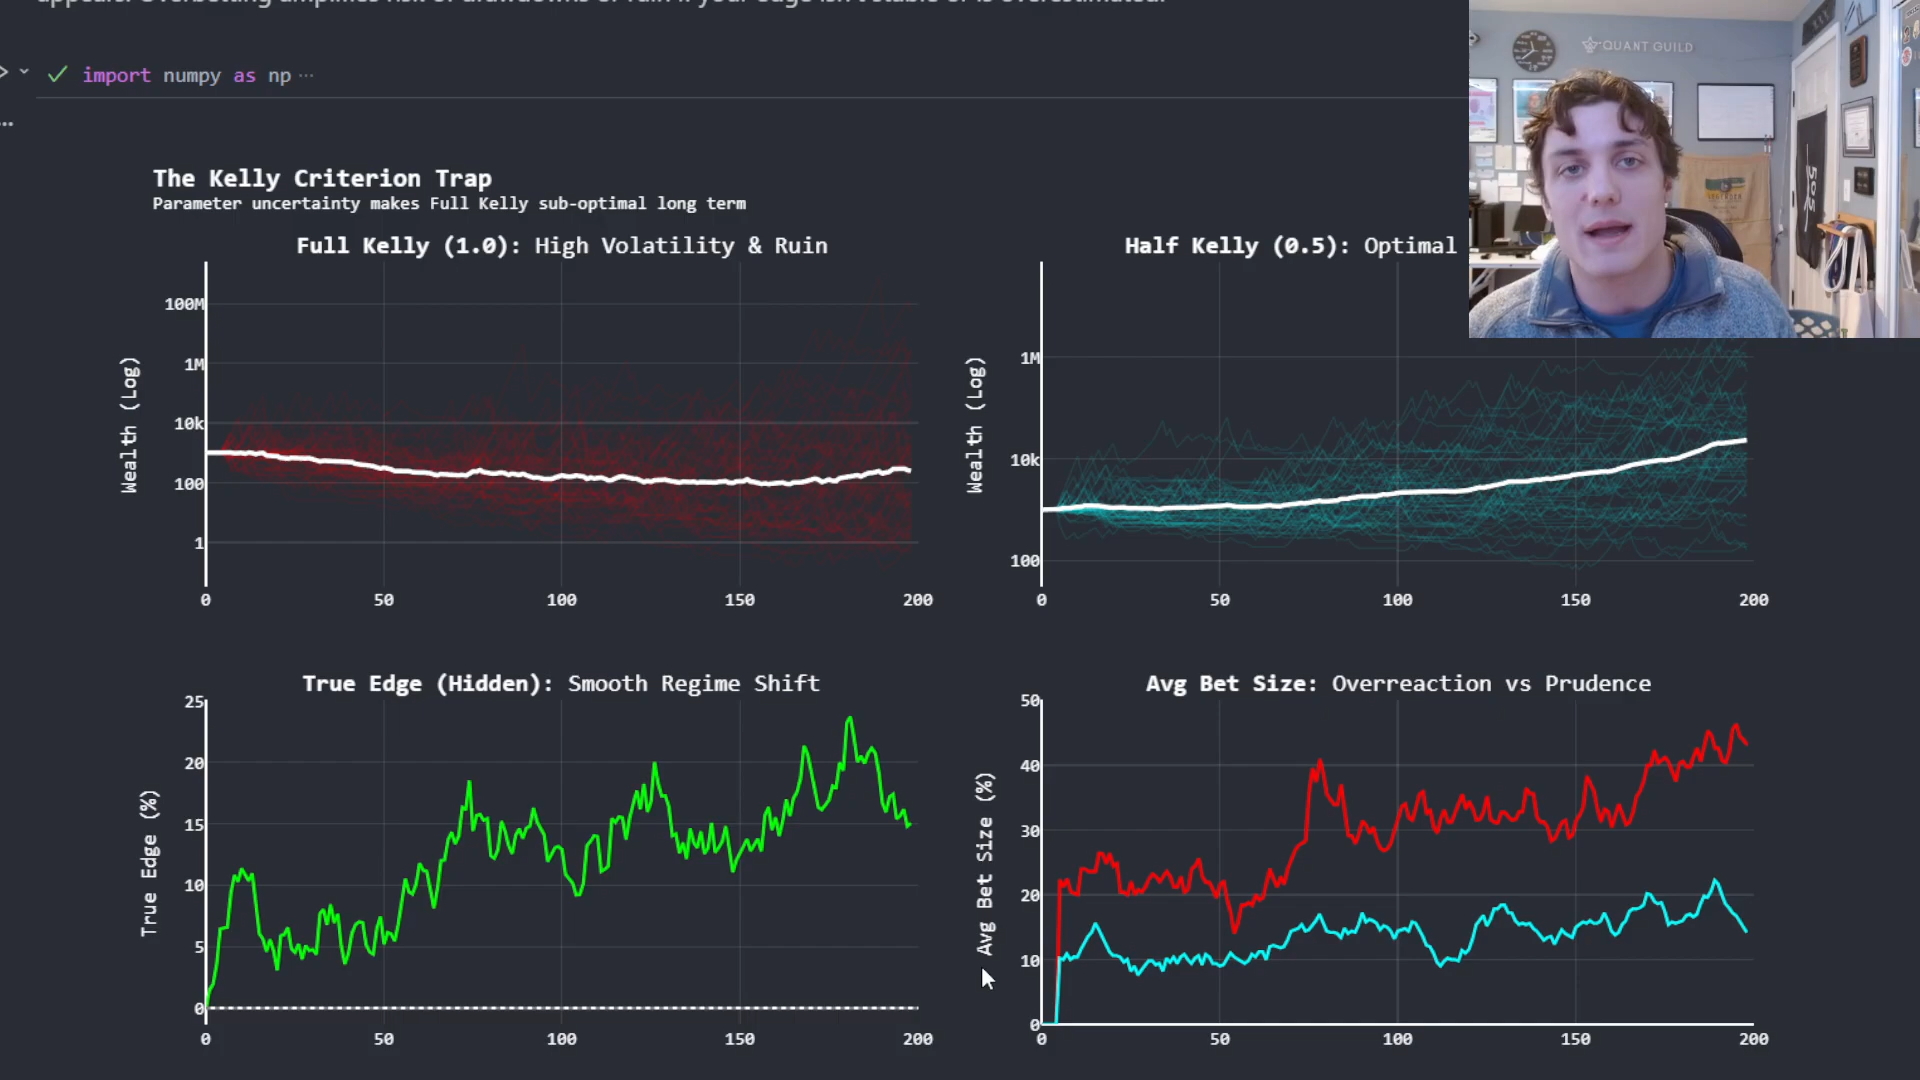 import numpy as np ...
QUANT GUILD
The Kelly Criterion Trap
Parameter uncertainty makes Full Kelly sub-optimal long term
Full Kelly (1.0): High Volatility & Ruin
Half Kelly (0.5): Optimal
Wealth (Log)
100M
1M
10k
100
1
0
50
100
150
200
Wealth (Log)
1M
10k
100
0
50
100
150
200
True Edge (Hidden): Smooth Regime Shift
Avg Bet Size: Overreaction vs Prudence
True Edge (%)
25
20
15
10
5
0
0
50
100
150
200
Avg Bet Size (%)
50
40
30
20
10
0
0
50
100
150
200